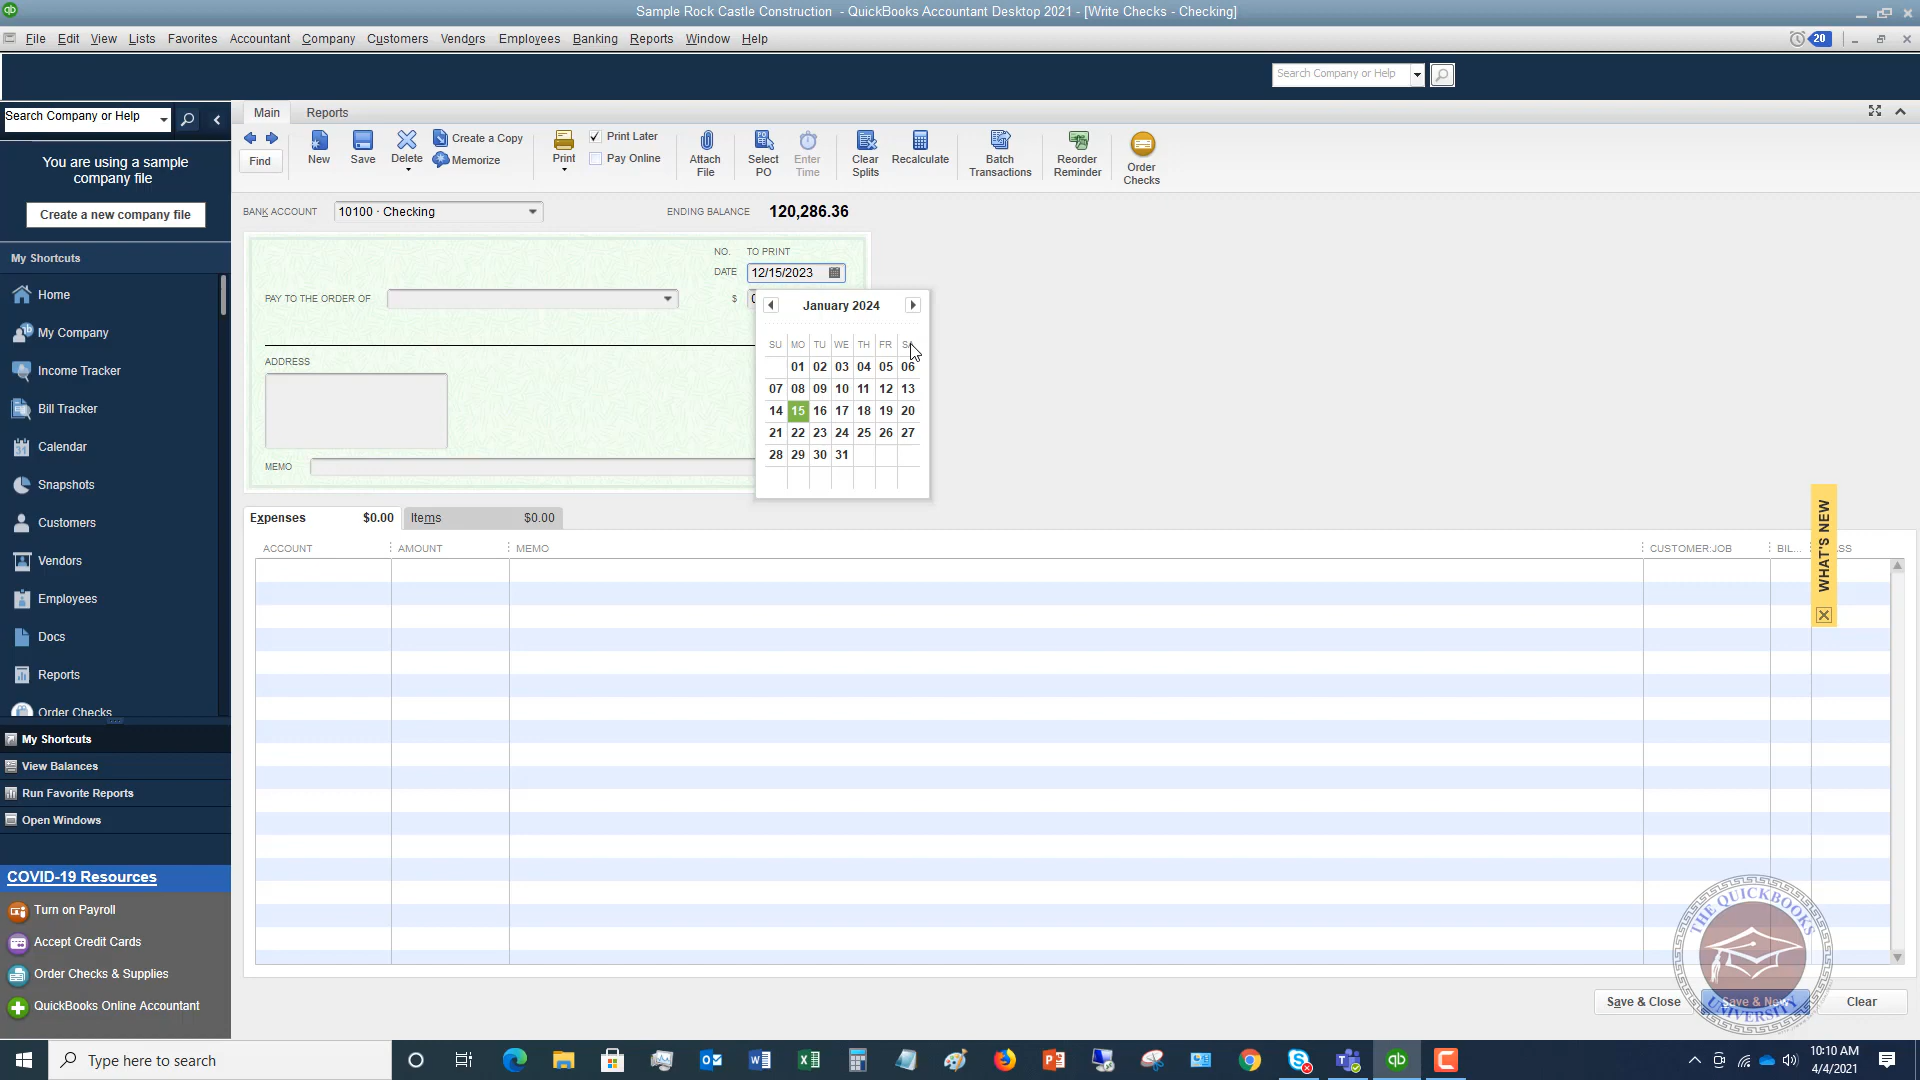 Sample Rock Castle Construction - QuickBooks Accountant Desktop 2021 - [Write Checks - Checking]
File Edit View Lists Favorites Accountant Company Customers Vendors Employees Banking Reports Window Help
20
Search Company or Help
Search Company or Help
Main Reports
You are using a sample
company file
Create a new company file
Find
New
Save
Delete
Create a Copy
Memorize
Print
Print Later
Pay Online
Attach
File
Select
PO
Enter
Time
Clear
Splits
Recalculate
Batch
Transactions
Reorder
Reminder
Order
Checks
BANK ACCOUNT 10100 · Checking ENDING BALANCE 120,286.36
NO. TO PRINT
DATE 12/15/2023
PAY TO THE ORDER OF $
ADDRESS
MEMO
January 2024
SU MO TU WE TH FR
01 02 03 04 05 06
07 08 09 10 11 12 13
14 15 16 17 18 19 20
21 22 23 24 25 26 27
28 29 30 31
Expenses $0.00 Items $0.00
ACCOUNT AMOUNT MEMO CUSTOMER:JOB BIL...
WHAT'S NEW
My Shortcuts
Home
My Company
Income Tracker
Bill Tracker
Calendar
31
Snapshots
Customers
Vendors
Employees
Docs
Reports
Order Checks
My Shortcuts
View Balances
Run Favorite Reports
Open Windows
COVID-19 Resources
Turn on Payroll
Accept Credit Cards
Order Checks & Supplies
QuickBooks Online Accountant
Save & Close Save & New Clear
THE QUICKBOOKS
UNIVERSITY
Type here to search
10:10 AM
4/4/2021